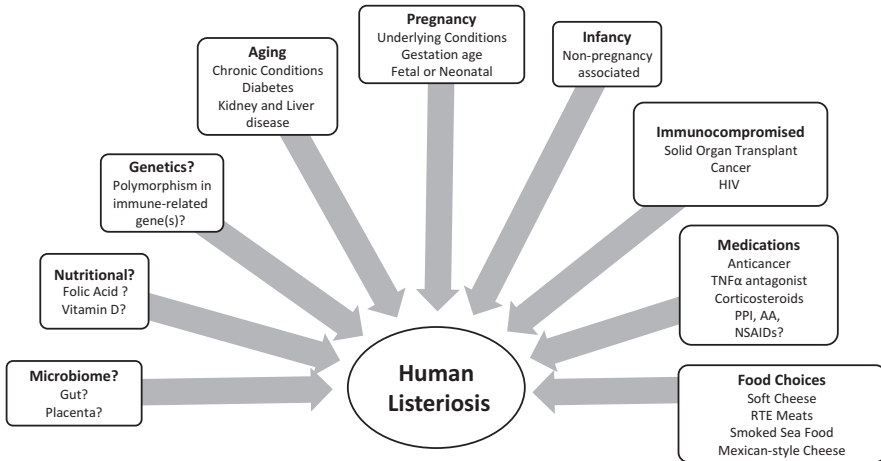 Pregnancy
Underlying Conditions
Gestation age
Fetal or Neonatal
Infancy
Non-pregnancy
associated
Aging
Chronic Conditions
Diabetes
Kidney and Liver
disease
Immunocompromised
Solid Organ Transplant
Cancer
HIV
Genetics?
Polymorphism in
immune-related
gene(s)?
Medications
Anticancer
TNFα antagonist
Corticosteroids
PPI, AA,
NSAIDs?
Nutritional?
Folic Acid ?
Vitamin D?
Microbiome?
Gut?
Placenta?
Human
Listeriosis
Food Choices
Soft Cheese
RTE Meats
Smoked Sea Food
Mexican-style Cheese